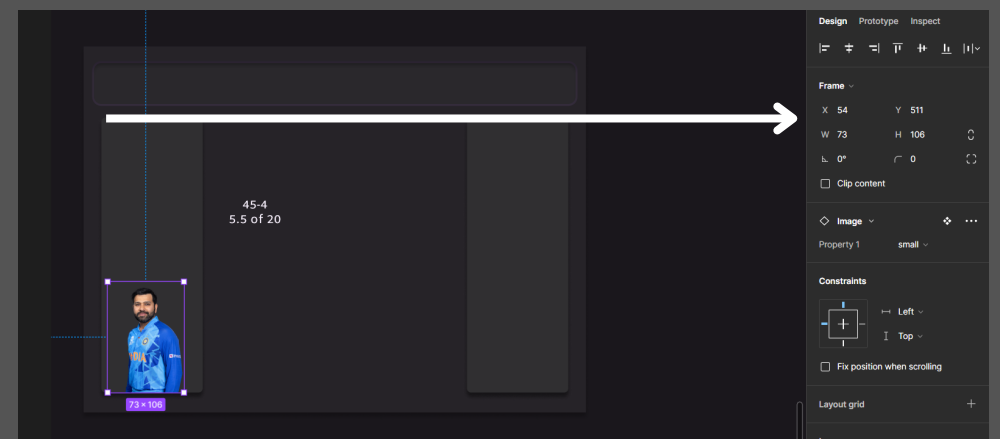 Design Prototype Inspect
Frame
X 54 Y 511
W 73 H 106
0° 0
Clip content
Image
Property 1 small
Constraints
Left
Top
Fix position when scrolling
Layout grid
45-4
5.5 of 20
73 × 106